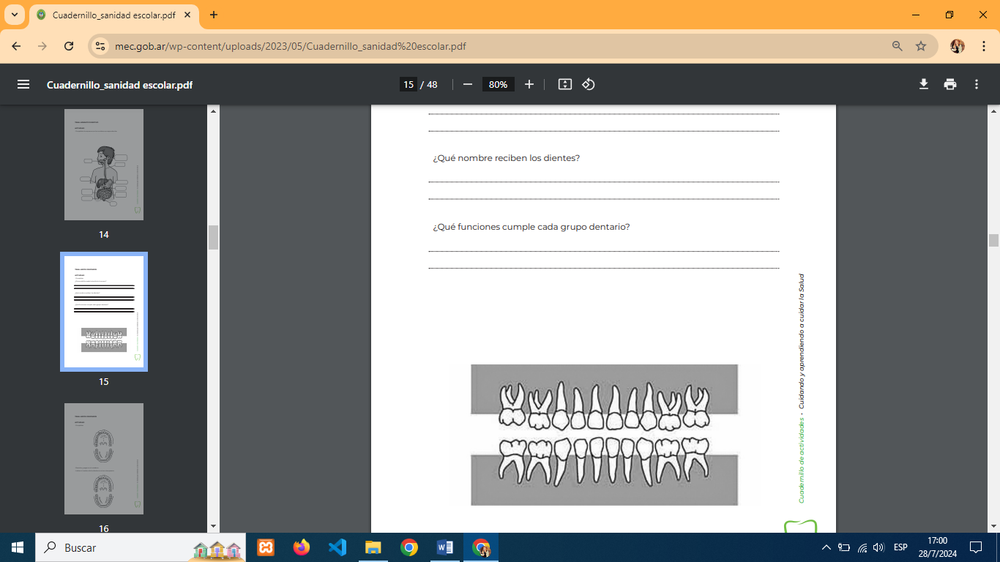 Cuadernillo_sanidad escolar.pdf
mec.gob.ar/wp-content/uploads/2023/05/Cuadernillo_sanidad%20escolar.pdf
Cuadernillo_sanidad escolar.pdf
15 / 48
80%
14
15
16
¿Qué nombre reciben los dientes?
¿Qué funciones cumple cada grupo dentario?
Cuadernillo de actividades • Cuidando y aprendiendo a cuidar la Salud
Buscar
ESP
17:00
28/7/2024